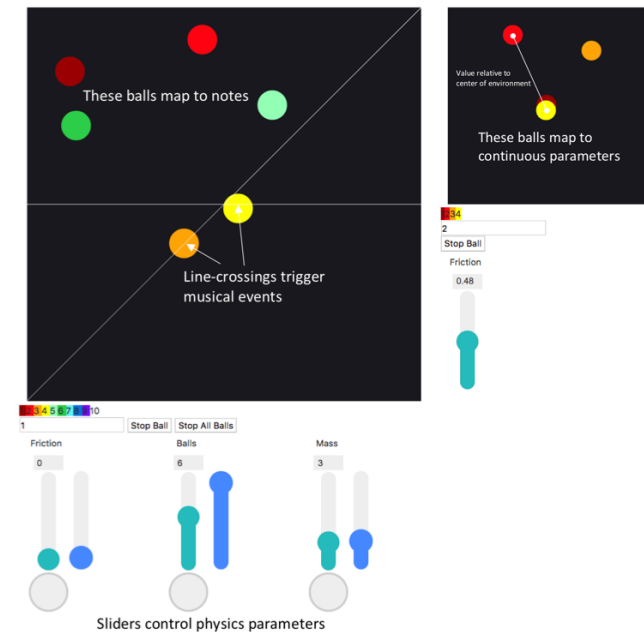 These balls map to notes
Line-crossings trigger
musical events
Value relative to
center of environment
These balls map to
continuous parameters
34
2
Stop Ball
Friction
0.48
3 4 5 6 7 8 9 10
1
Stop Ball
Stop All Balls
Friction
Balls
Mass
0
6
3
Sliders control physics parameters